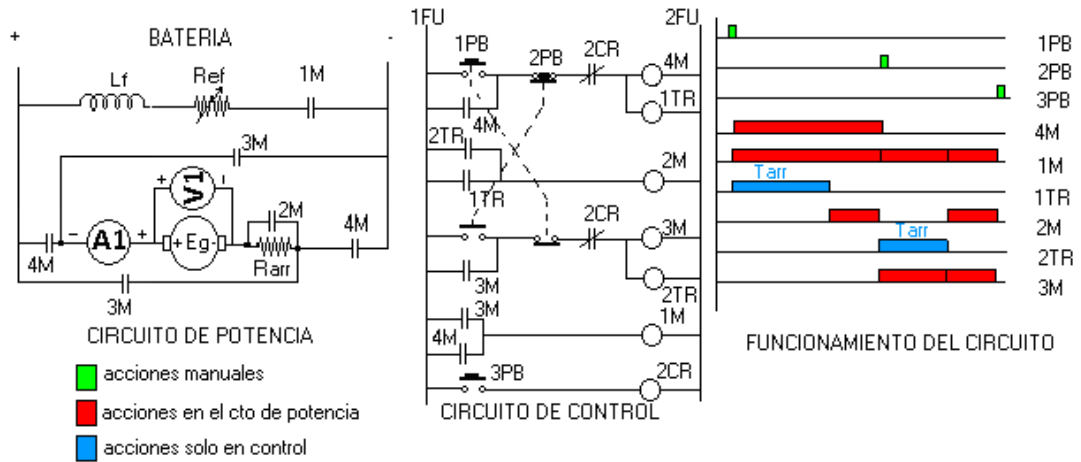 BATERIA
+
-
Lf
Ref
1M
3M
+
V1
-
-
A1
+
+Eg-
2M
Rarr
4M
4M
3M
CIRCUITO DE POTENCIA
acciones manuales
acciones en el cto de potencia
acciones solo en control
1FU
2FU
1PB
2PB
2CR
4M
1TR
4M
2TR
2M
1TR
2CR
3M
3M
2TR
3M
1M
4M
3PB
2CR
CIRCUITO DE CONTROL
1PB
2PB
3PB
4M
1M
Tarr
1TR
2M
Tarr
2TR
3M
FUNCIONAMIENTO DEL CIRCUITO